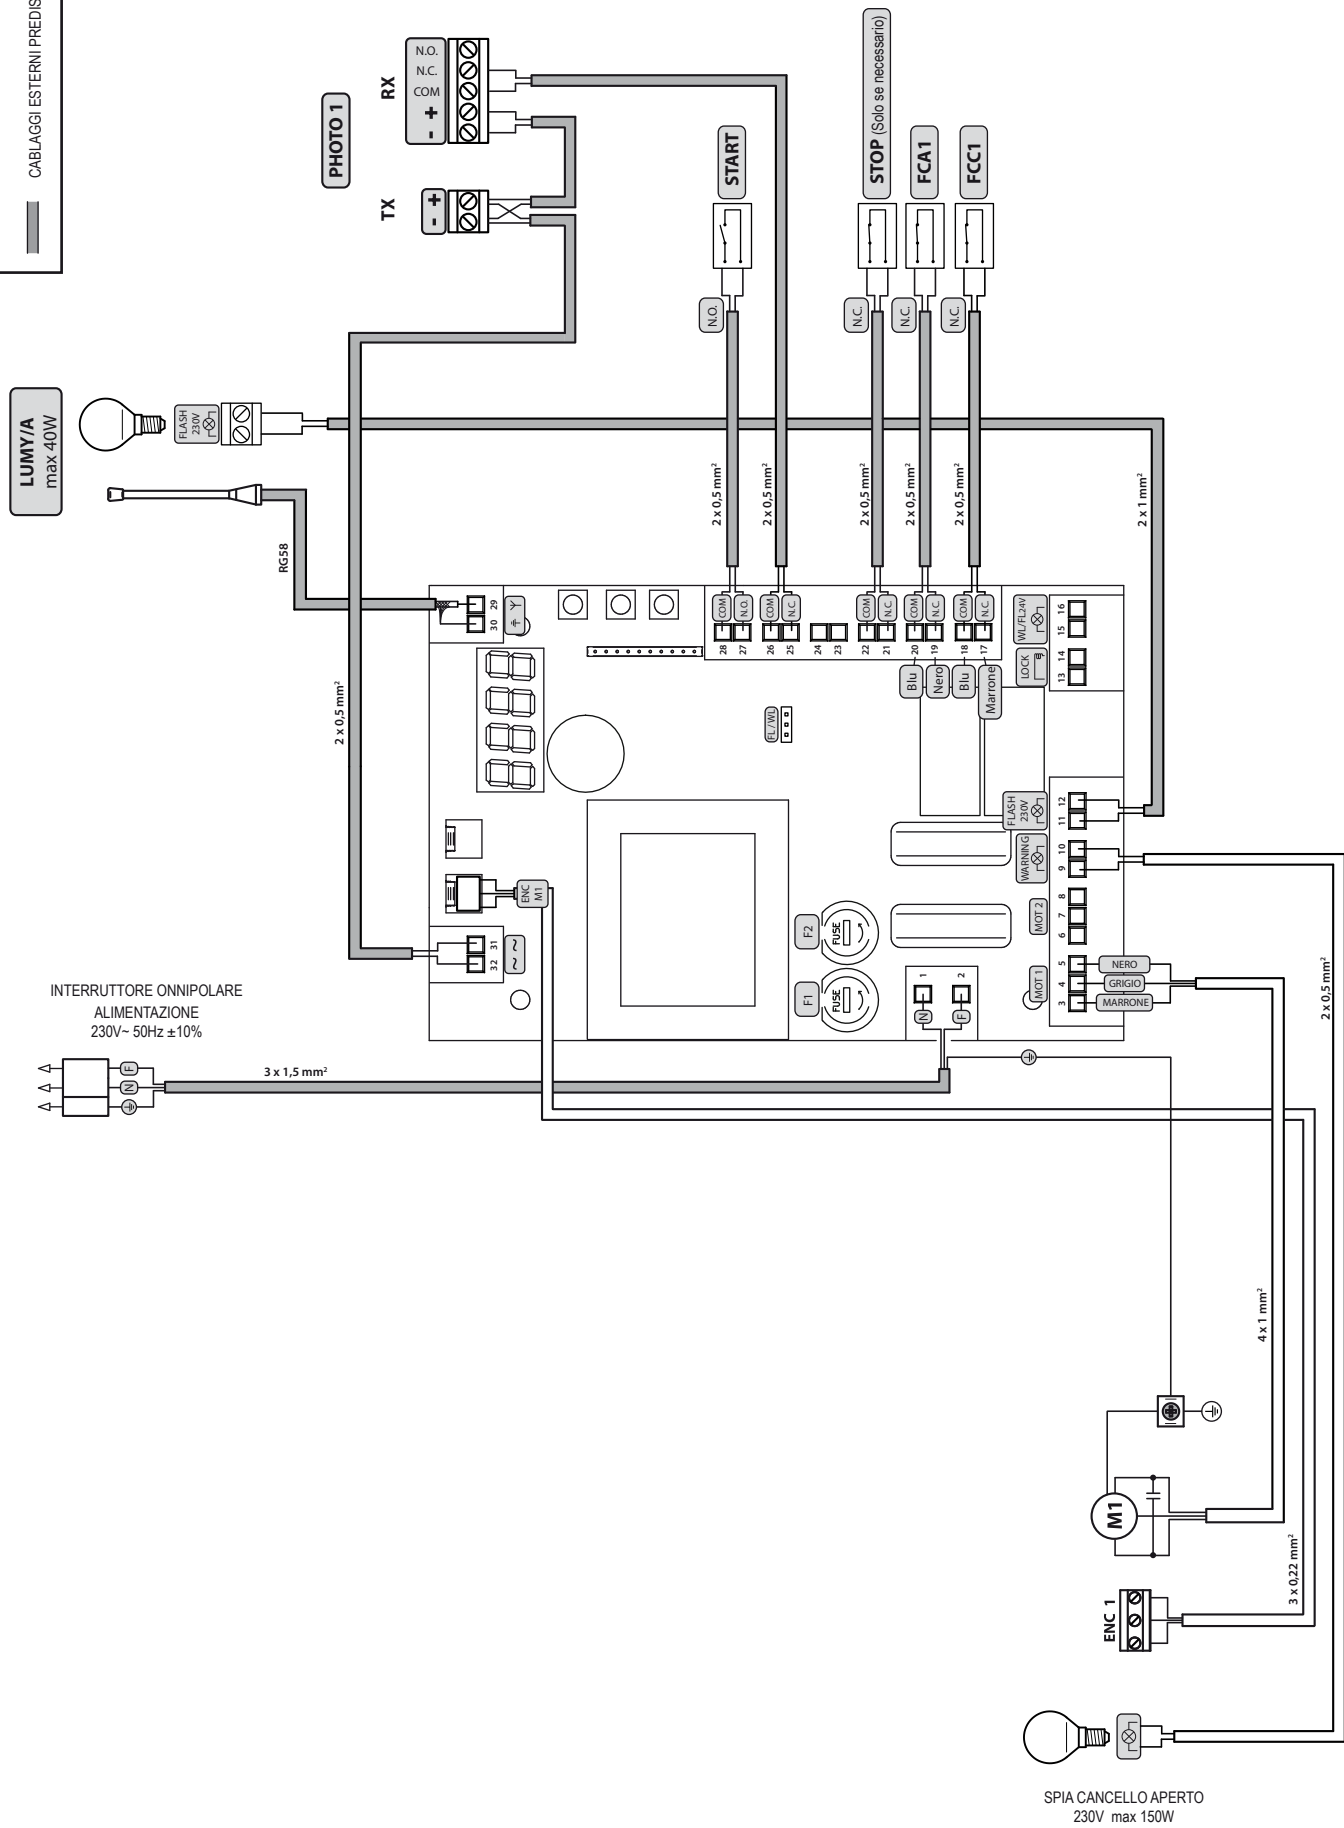 CABLAGGI ESTERNI PREDIS
LUMY/A
max 40W
FLASH
230V
RG58
2 x 0,5 mm²
PHOTO 1
TX
- +
RX
N.O.
N.C.
COM
- +
START
N.O.
STOP (Solo se necessario)
N.C.
FCA1
N.C.
FCC1
N.C.
2 x 0,5 mm²
2 x 0,5 mm²
2 x 0,5 mm²
2 x 0,5 mm²
2 x 0,5 mm²
2 x 1 mm²
29
30
COM
N.O.
COM
N.C.
COM
N.C.
COM
N.C.
COM
N.C.
28
27
26
25
24
23
22
21
20
19
18
17
Blu
Nero
Blu
Marrone
FL / WL
WL/FL24V
LOCK
16
15
14
13
FLASH
230V
WARNING
MOT 2
MOT 1
12
11
10
9
8
7
6
5
4
3
NERO
GRIGIO
MARRONE
ENC
M1
31
32
~ ~
F2
FUSE
F1
FUSE
1
2
N
F
INTERRUTTORE ONNIPOLARE
ALIMENTAZIONE
230V~ 50Hz ±10%
F
N
3 x 1,5 mm²
2 x 0,5 mm²
4 x 1 mm²
3 x 0,22 mm²
M1
ENC 1
SPIA CANCELLO APERTO
230V max 150W